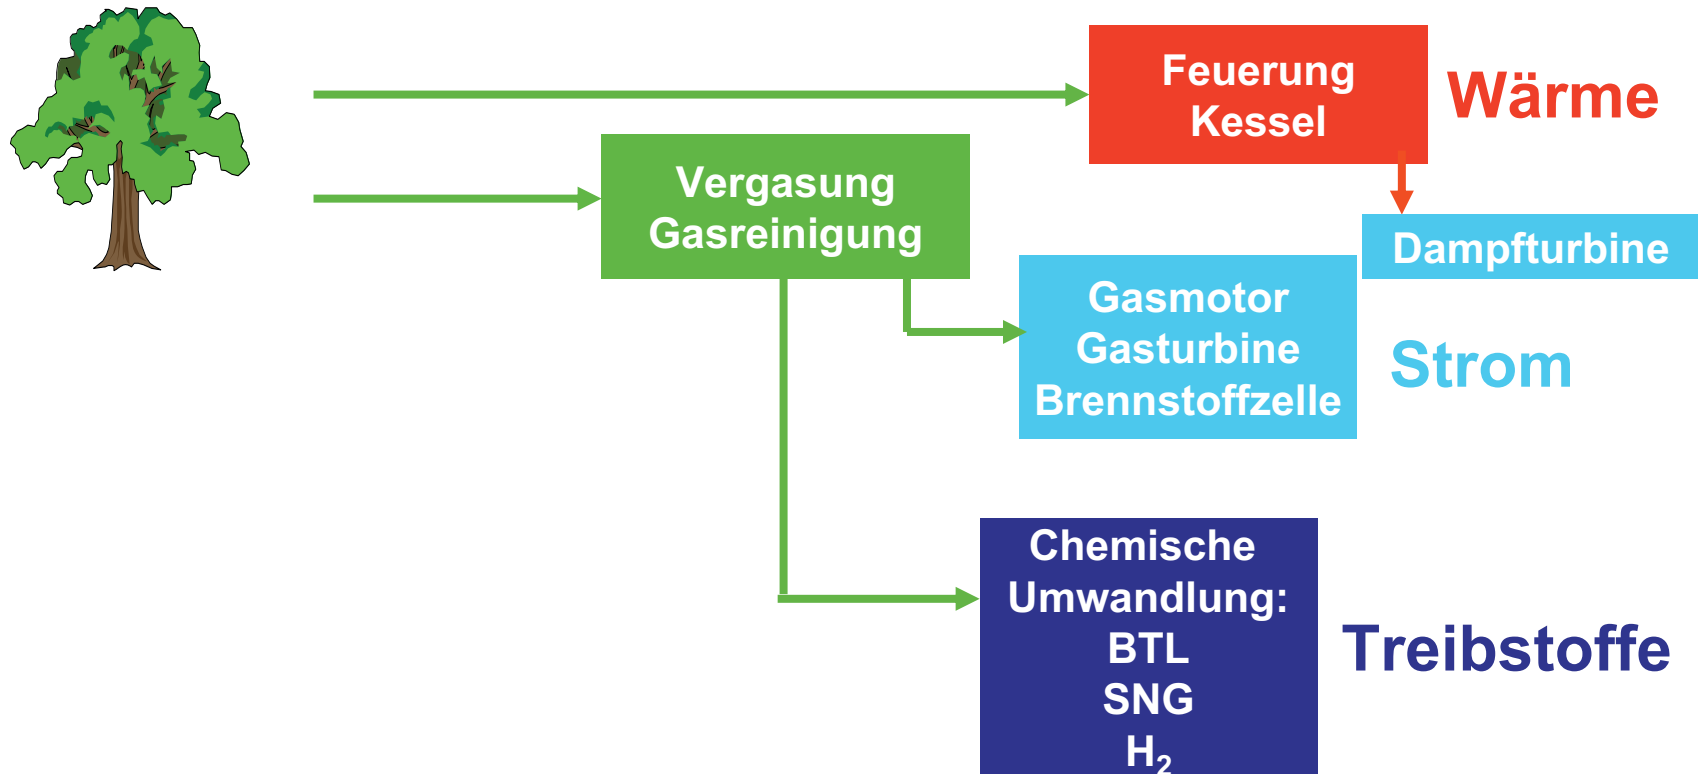 Feuerung
Kessel
Wärme
Vergasung
Gasreinigung
Dampfturbine
Gasmotor
Gasturbine
Brennstoffzelle
Strom
Chemische
Umwandlung:
BTL
SNG
H₂
Treibstoffe